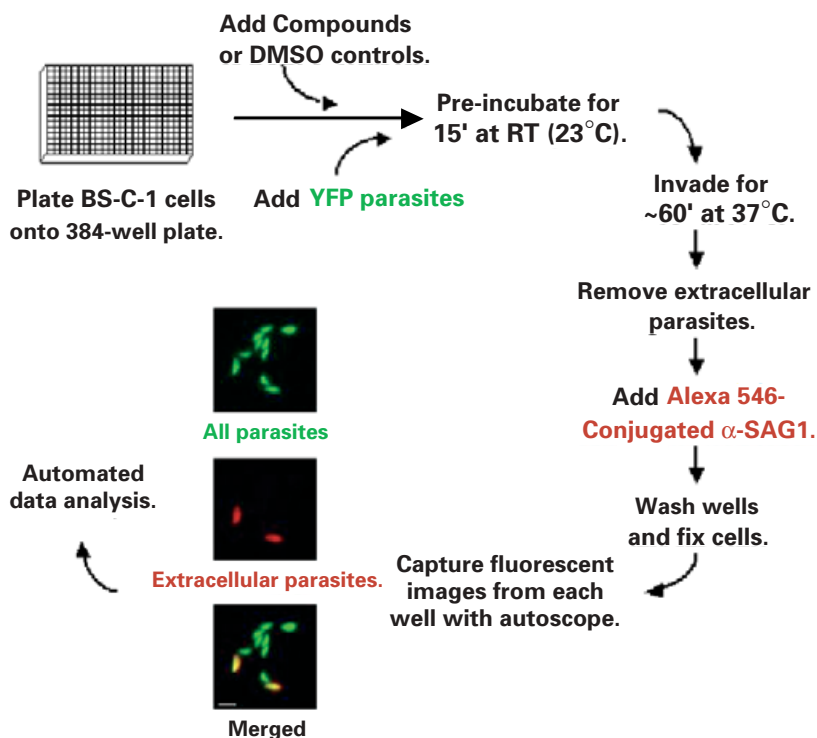 Add Compounds
or DMSO controls.
Plate BS-C-1 cells
onto 384-well plate.
Add YFP parasites
Pre-incubate for
15' at RT (23°C).
Invade for
~60' at 37°C.
Remove extracellular
parasites.
Add Alexa 546-
Conjugated α-SAG1.
Wash wells
and fix cells.
Capture fluorescent
images from each
well with autoscope.
All parasites
Extracellular parasites.
Merged
Automated
data analysis.